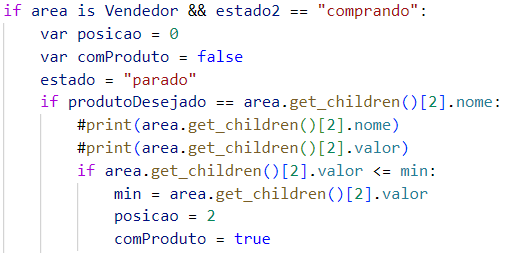 if area is Vendedor && estado2 == "comprando":
    var posicao = 0
    var comProduto = false
    estado = "parado"
    if produtoDesejado == area.get_children()[2].nome:
        #print(area.get_children()[2].nome)
        #print(area.get_children()[2].valor)
        if area.get_children()[2].valor <= min:
            min = area.get_children()[2].valor
            posicao = 2
            comProduto = true